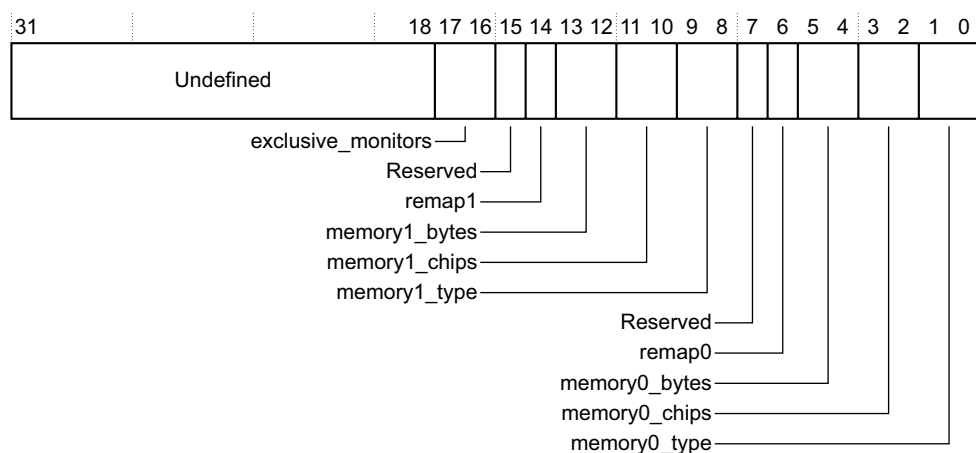 31 18 17 16 15 14 13 12 11 10 9 8 7 6 5 4 3 2 1 0
Undefined
exclusive_monitors
Reserved
remap1
memory1_bytes
memory1_chips
memory1_type
Reserved
remap0
memory0_bytes
memory0_chips
memory0_type